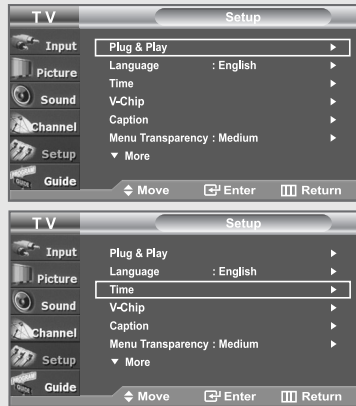 TV Setup
Input
Picture
Sound
Channel
Setup
Guide
Plug & Play
Language : English
Time
V-Chip
Caption
Menu Transparency : Medium
▼ More
Move Enter Return
TV Setup
Input
Picture
Sound
Channel
Setup
Guide
Plug & Play
Language : English
Time
V-Chip
Caption
Menu Transparency : Medium
▼ More
Move Enter Return